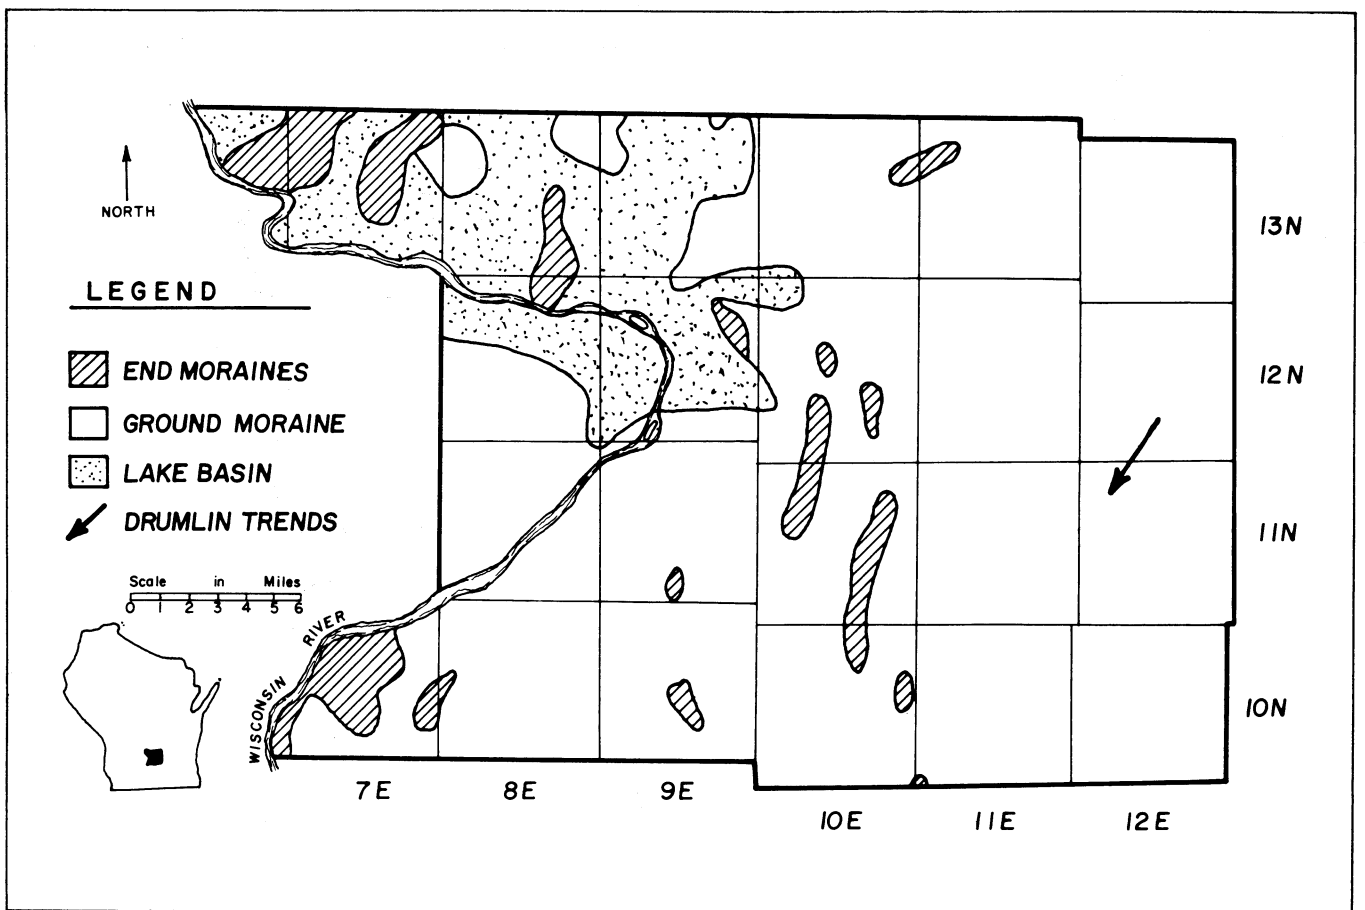 NORTH
LEGEND
END MORAINES
GROUND MORAINE
LAKE BASIN
DRUMLIN TRENDS
Scale in Miles
0 1 2 3 4 5 6
WISCONSIN RIVER
13N
12N
11N
10N
7E 8E 9E
10E 11E 12E